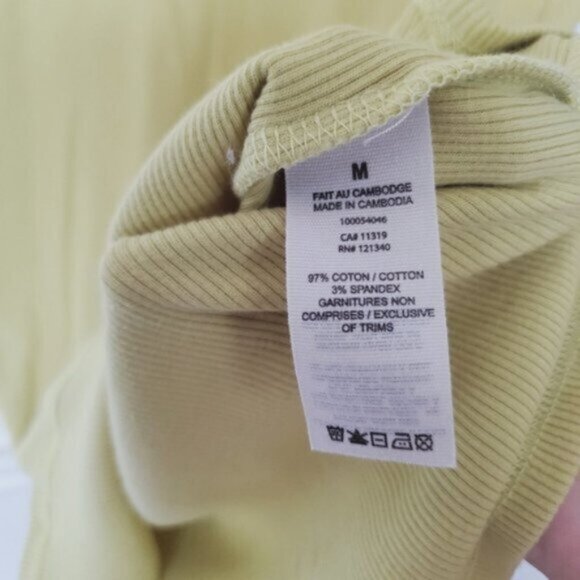 M
FAIT AU CAMBODGE
MADE IN CAMBODIA
100054046
CA# 11319
RN# 121340
97% COTON / COTTON
3% SPANDEX
GARNITURES NON
COMPRISES / EXCLUSIVE
OF TRIMS